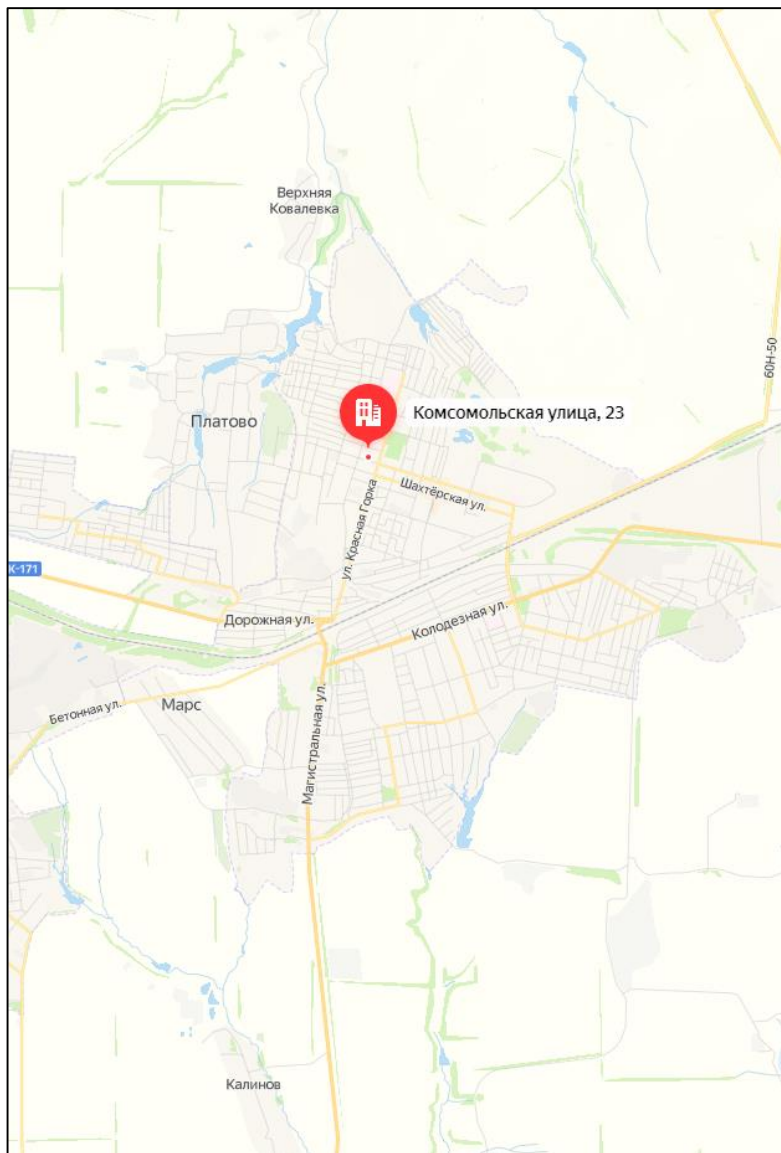 Верхняя
Ковалевка
60Н-50
Комсомольская улица, 23
Платово
Шахтёрская ул.
ул. Красная Горка
К-171
Дорожная ул.
Колодезная ул.
Марс
Бетонная ул.
Магистральная ул.
Калинов